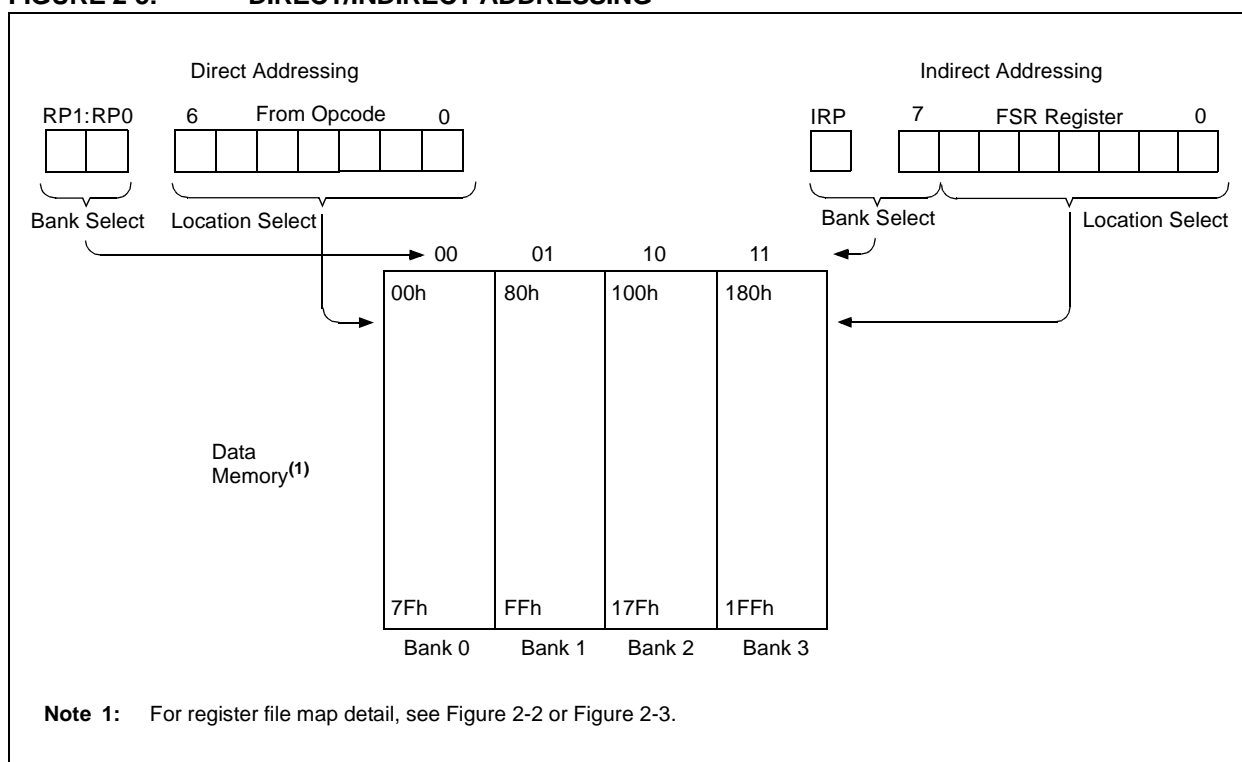 FIGURE 2-6: DIRECT/INDIRECT ADDRESSING
Direct Addressing
Indirect Addressing
RP1:RP0 6 From Opcode 0
IRP 7 FSR Register 0
Bank Select Location Select
Bank Select Location Select
00 01 10 11
00h 80h 100h 180h
Data
Memory(1)
7Fh FFh 17Fh 1FFh
Bank 0 Bank 1 Bank 2 Bank 3
Note 1: For register file map detail, see Figure 2-2 or Figure 2-3.